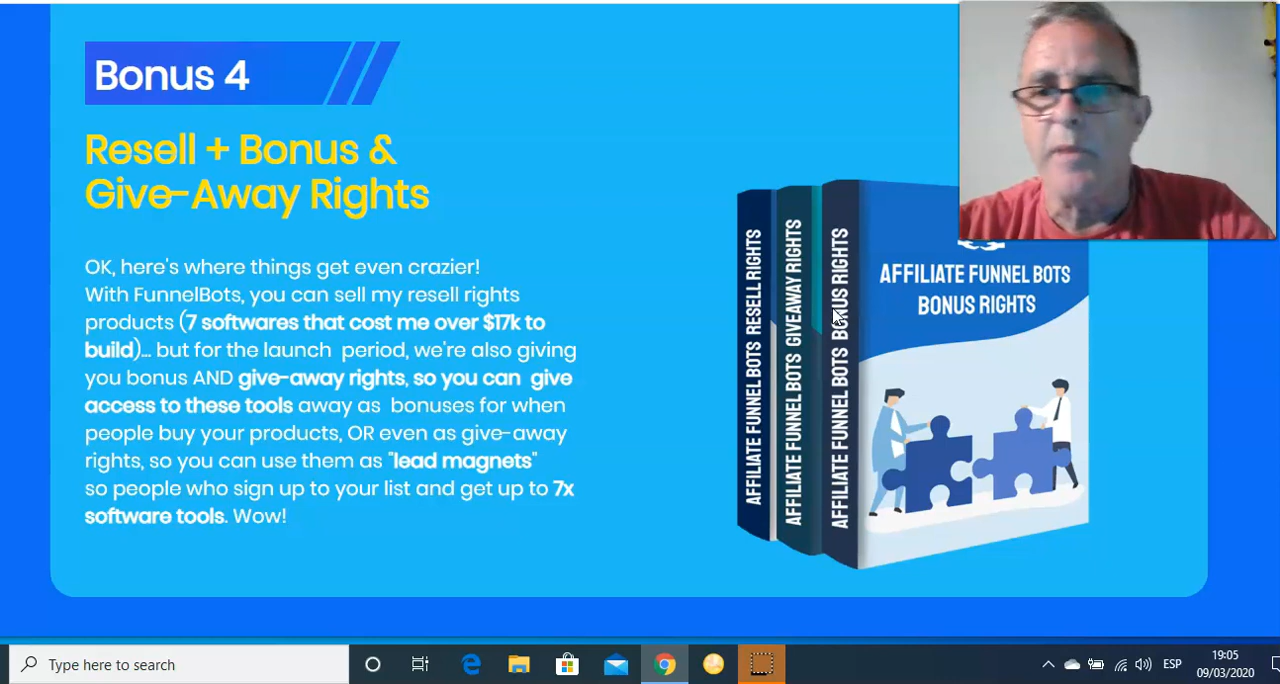 Bonus 4
Resell + Bonus &
Give-Away Rights
OK, here's where things get even crazier!
With FunnelBots, you can sell my resell rights
products (7 softwares that cost me over $17k to
build)... but for the launch period, we're also giving
you bonus AND give-away rights, so you can give
access to these tools away as bonuses for when
people buy your products, OR even as give-away
rights, so you can use them as "lead magnets"
so people who sign up to your list and get up to 7x
software tools. Wow!
AFFILIATE FUNNEL BOTS RESELL RIGHTS
AFFILIATE FUNNEL BOTS GIVEAWAY RIGHTS
AFFILIATE FUNNEL BOTS BONUS RIGHTS
AFFILIATE FUNNEL BOTS
BONUS RIGHTS
Type here to search
ESP
19:05
09/03/2020